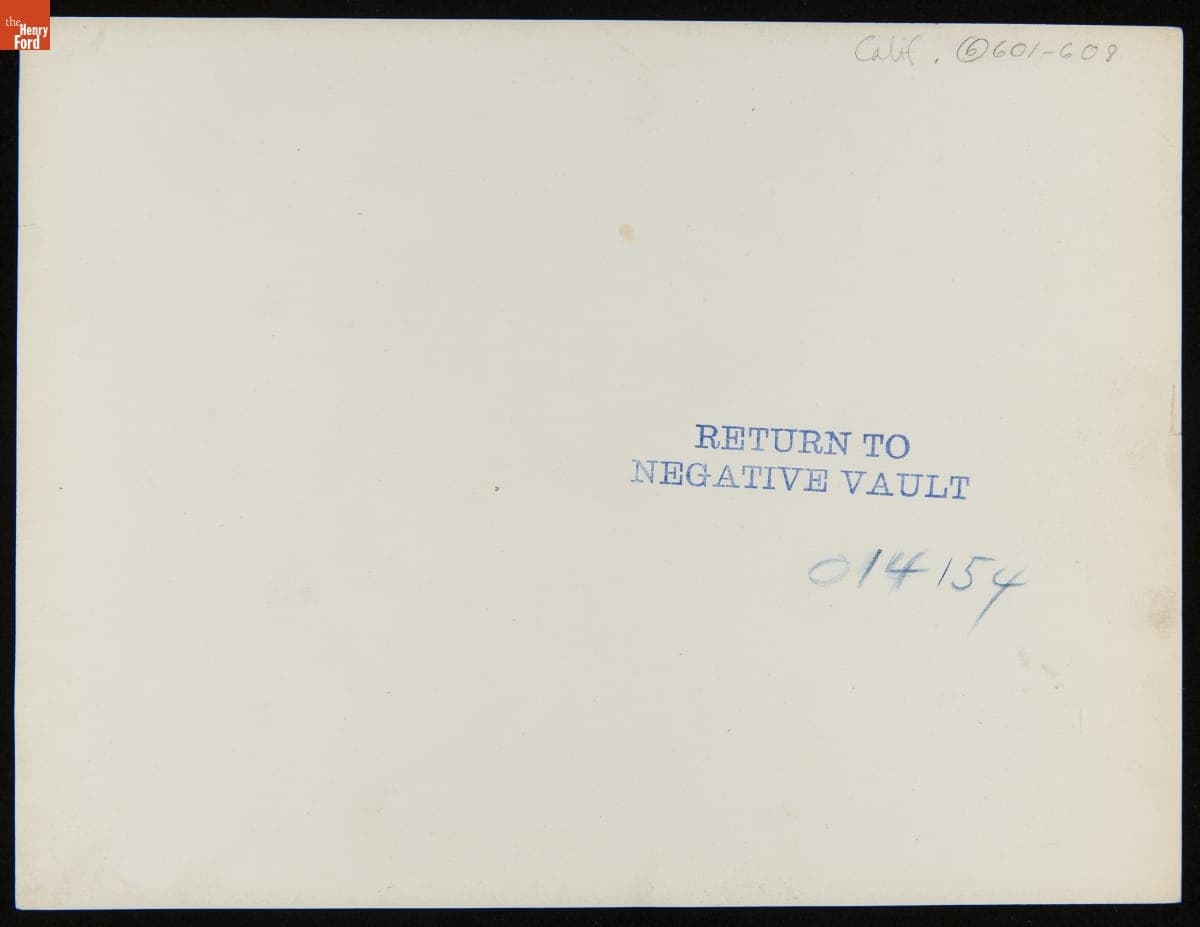 the
Henry
Ford
Calif. ⑥601-608
RETURN TO
NEGATIVE VAULT
014154